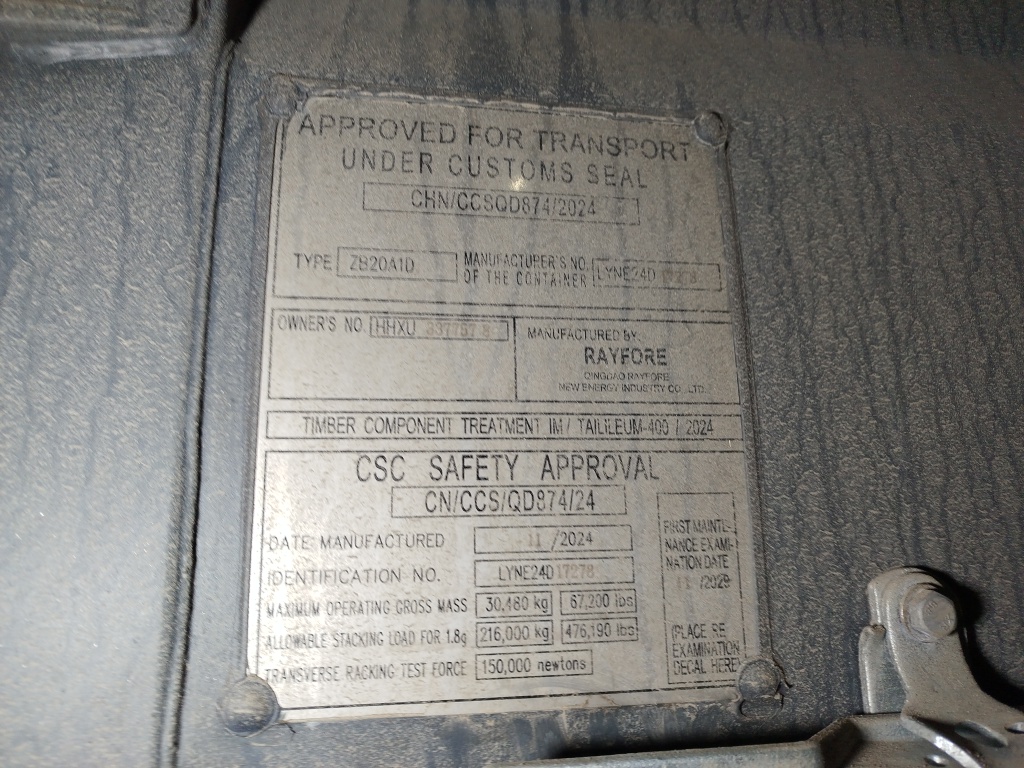 APPROVED FOR TRANSPORT
UNDER CUSTOMS SEAL
CHN/CCSQD874/2024
TYPE ZB20A1D MANUFACTURER'S NO. OF THE CONTAINER LYNE24D 17278
OWNER'S NO. HHXU
MANUFACTURED BY:
RAYFORE
QINGDAO RAYFORE
NEW ENERGY INDUSTRY CO., LTD
TIMBER COMPONENT TREATMENT IM / TAILILEUM-400 / 2024
CSC SAFETY APPROVAL
CN/CCS/QD874/24
DATE MANUFACTURED 11 /2024
IDENTIFICATION NO. LYNE24D17278
MAXIMUM OPERATING GROSS MASS 30,480 kg 67,200 lbs
ALLOWABLE STACKING LOAD FOR 1.8g 216,000 kg 476,190 lbs
TRANSVERSE RACKING TEST FORCE 150,000 newtons
FIRST MAINTE-
NANCE EXAMI-
NATION DATE
11 /2029
(PLACE RE
EXAMINATION
DECAL HERE)